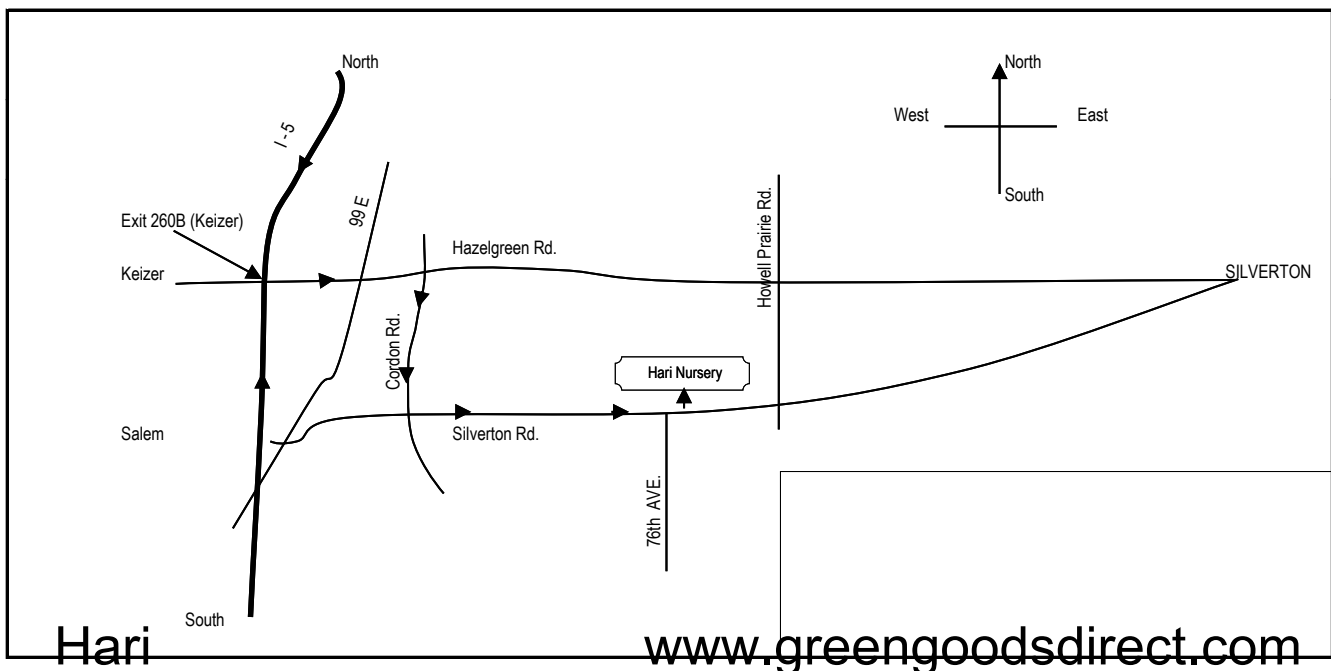 North
North
I - 5
West
East
South
Exit 260B (Keizer)
99 E
Howell Prairie Rd.
Hazelgreen Rd.
Keizer
SILVERTON
Cordon Rd.
Hari Nursery
Salem
Silverton Rd.
76th AVE.
South
Hari
www.greengoodsdirect.com